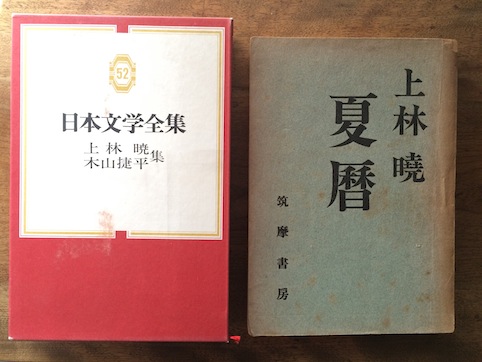 52
日本文学全集
上林 暁
木山捷平
集
上林 曉
夏暦
筑摩書房